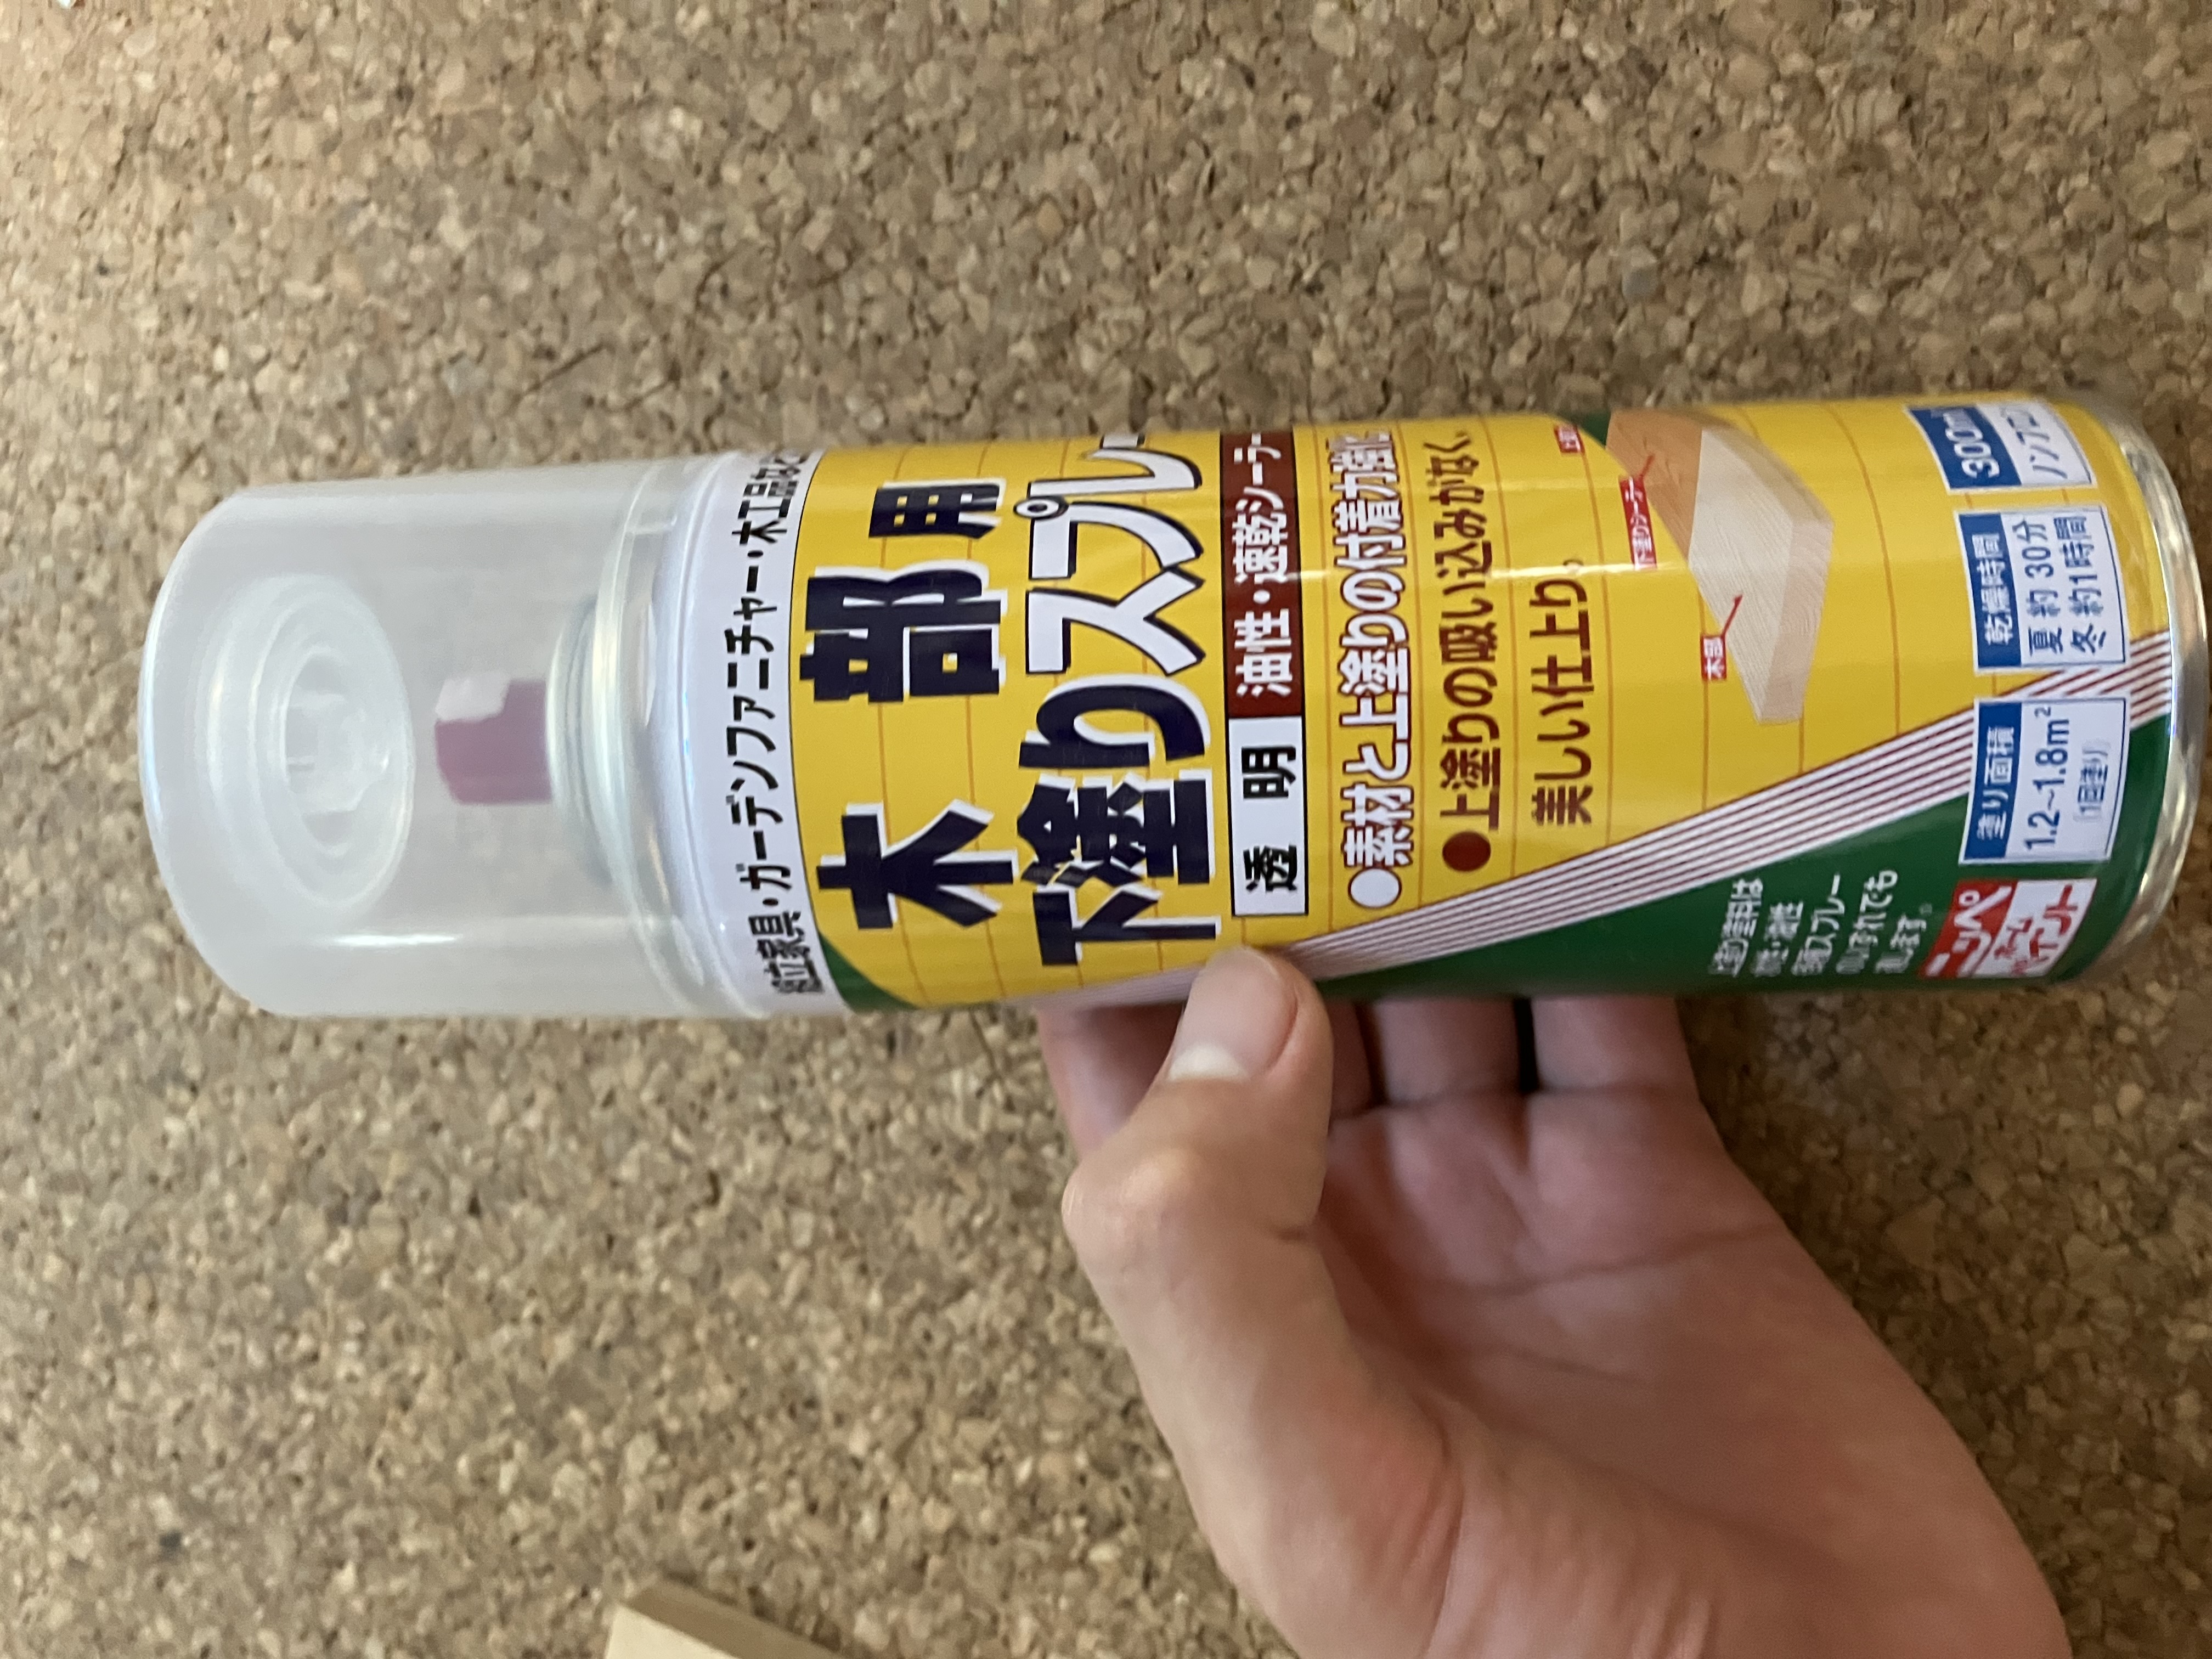 組立家具・ガーデンファニチャー・木工品など
木部用
下塗りスプレー
透明 油性・速乾シーラー
●素材と上塗りの付着力強化
●上塗りの吸い込みがなく、
美しい仕上り。
下塗りシーラー
木部
上塗り塗料は
水性・油性
各種スプレー
のいずれでも
適します。
ニッペ
ホーム
ペイント
塗り面積
1.2~1.8m²
(1回塗り)
乾燥時間
夏 約 30分
冬 約1時間
300ml
ノンフロン